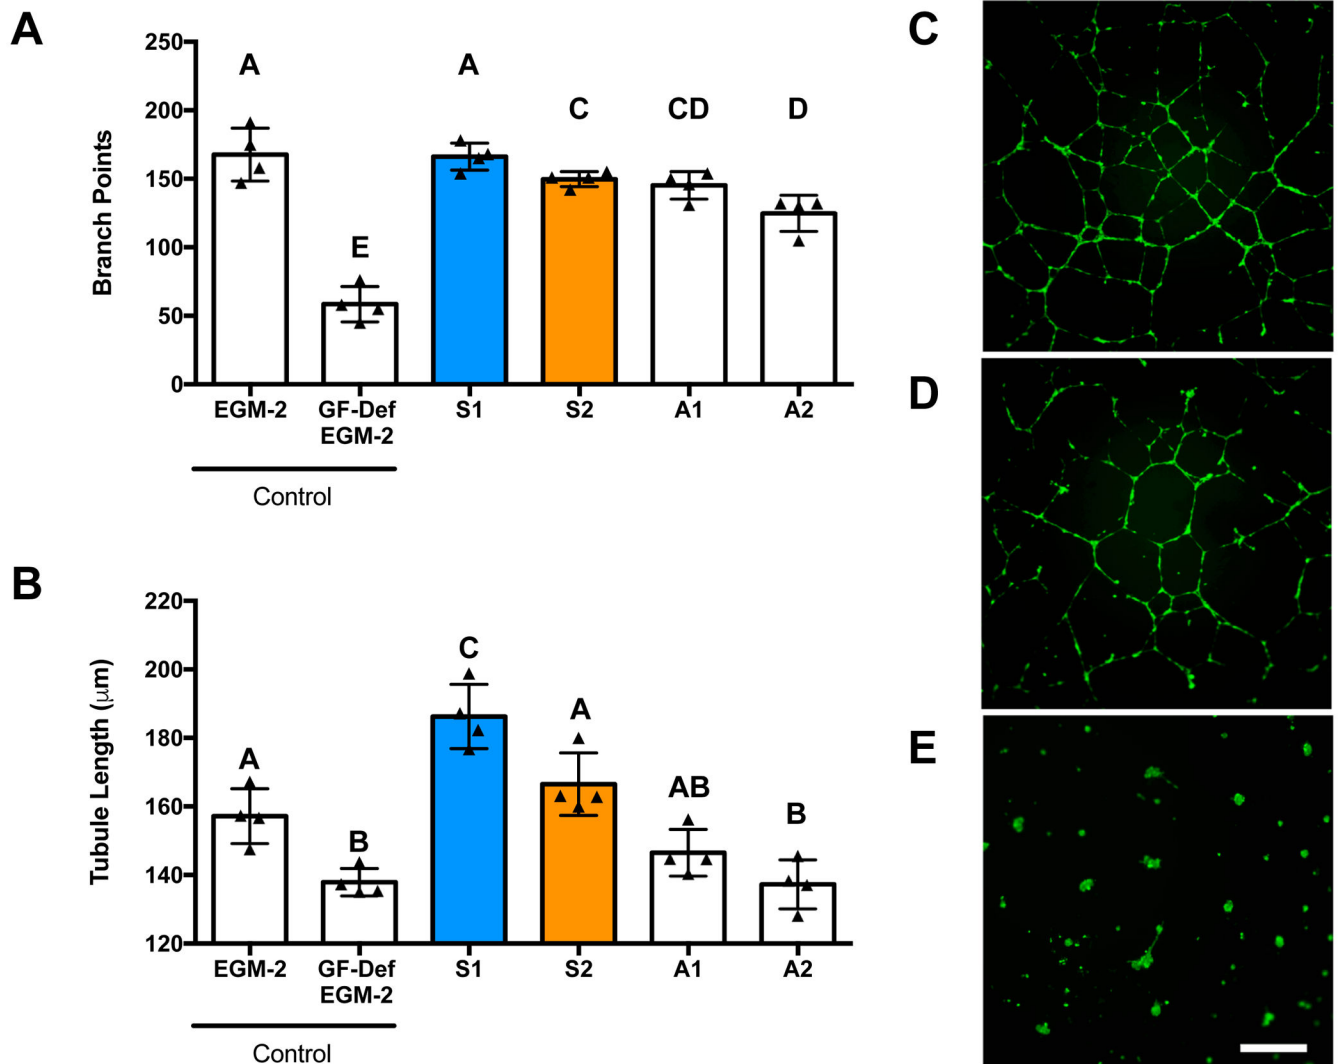 A
Branch Points
250
200
150
100
50
0
A
E
A
C
CD
D
EGM-2
GF-Def
EGM-2
S1
S2
A1
A2
Control
B
Tubule Length (μm)
220
200
180
160
140
120
A
B
C
A
AB
B
EGM-2
GF-Def
EGM-2
S1
S2
A1
A2
Control
C
D
E